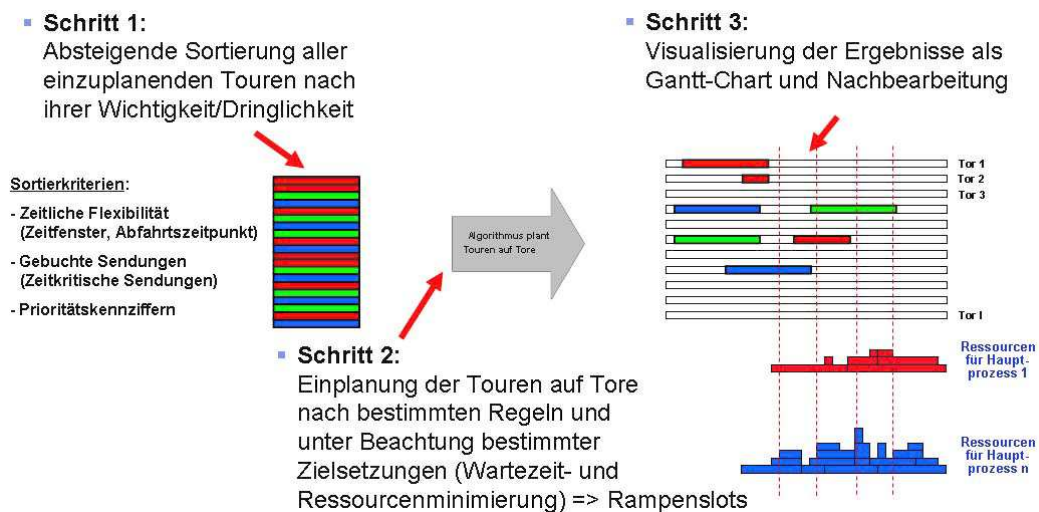 ▪ Schritt 1:
Absteigende Sortierung aller
einzuplanenden Touren nach
ihrer Wichtigkeit/Dringlichkeit
Sortierkriterien:
- Zeitliche Flexibilität
(Zeitfenster, Abfahrtszeitpunkt)
- Gebuchte Sendungen
(Zeitkritische Sendungen)
- Prioritätskennziffern
Algorithmus plant
Touren auf Tore
▪ Schritt 2:
Einplanung der Touren auf Tore
nach bestimmten Regeln und
unter Beachtung bestimmter
Zielsetzungen (Wartezeit- und
Ressourcenminimierung) => Rampenslots
▪ Schritt 3:
Visualisierung der Ergebnisse als
Gantt-Chart und Nachbearbeitung
Tor 1
Tor 2
Tor 3
Tor I
Ressourcen
für Haupt-
prozess 1
Ressourcen
für Haupt-
prozess n